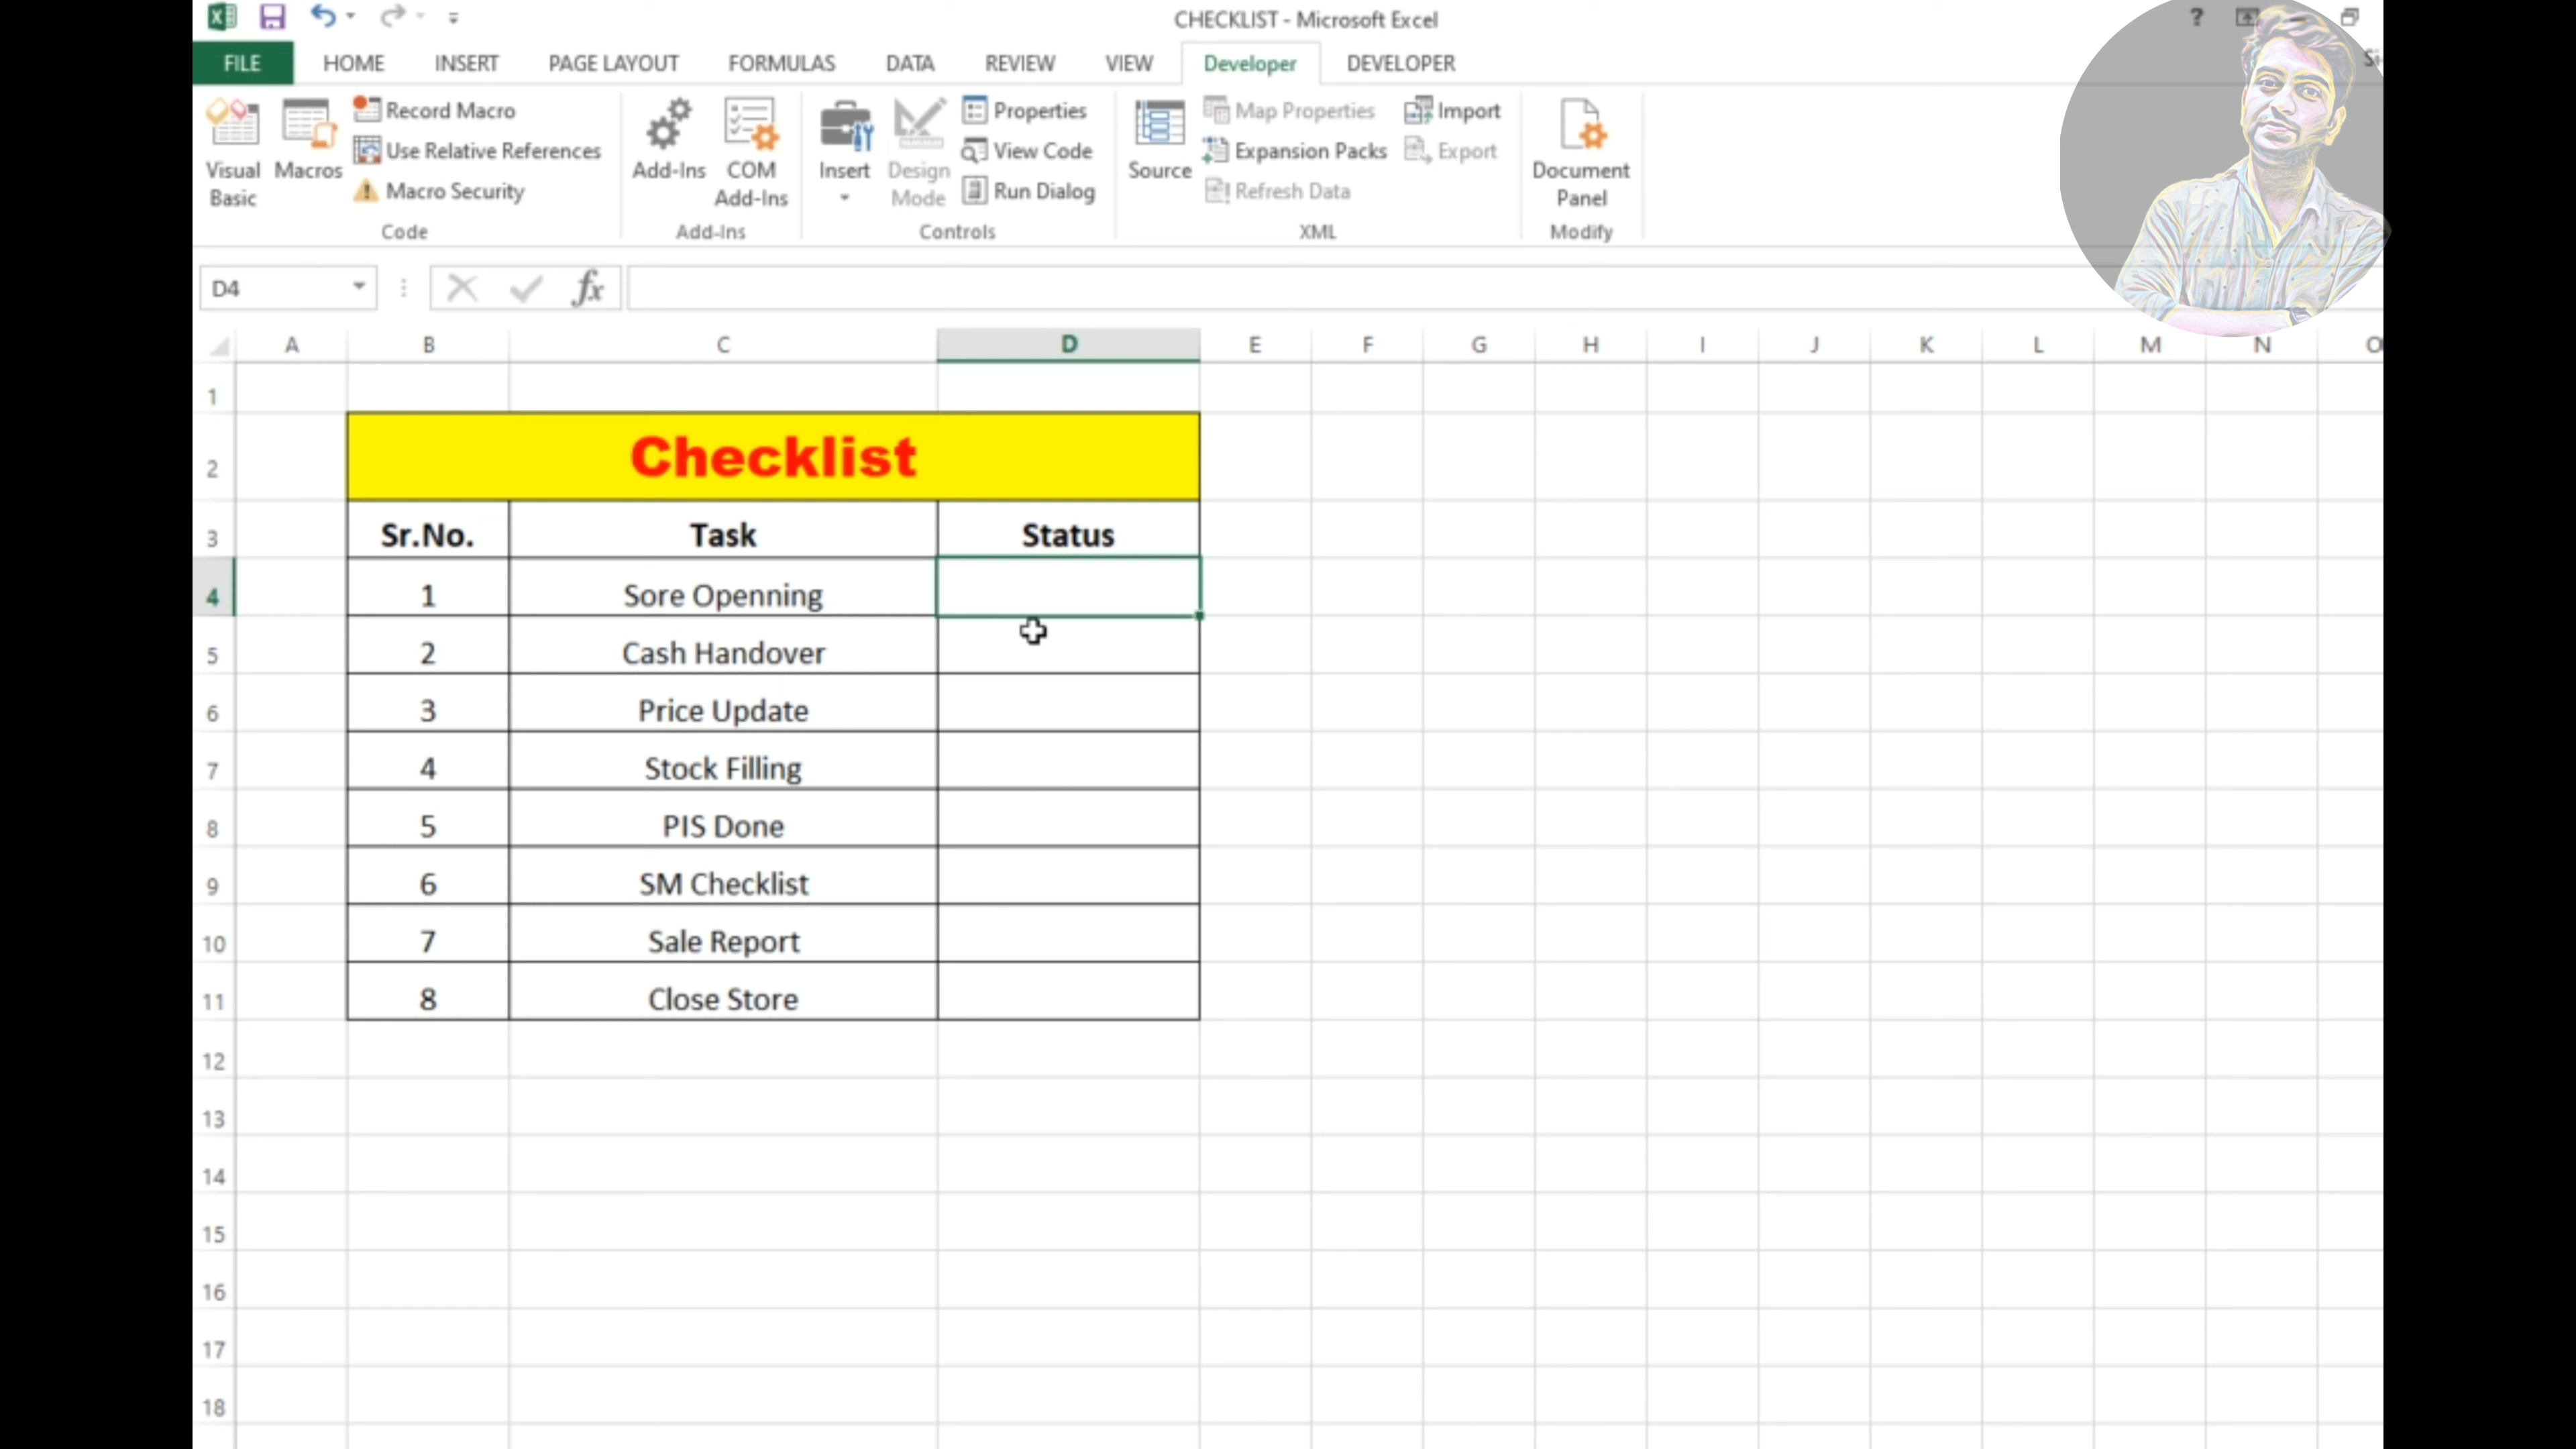 CHECKLIST - Microsoft Excel
?
FILE HOME INSERT PAGE LAYOUT FORMULAS DATA REVIEW VIEW Developer DEVELOPER
Visual Basic
Macros
Record Macro
Use Relative References
Macro Security
Code
Add-Ins
COM Add-Ins
Add-Ins
Insert
Design Mode
Properties
View Code
Run Dialog
Controls
Source
Map Properties
Expansion Packs
Refresh Data
Import
Export
XML
Document Panel
Modify
D4
fx
A B C D E F G H I J K L M N O
1
2 Checklist
3 Sr.No. Task Status
4 1 Sore Openning
5 2 Cash Handover
6 3 Price Update
7 4 Stock Filling
8 5 PIS Done
9 6 SM Checklist
10 7 Sale Report
11 8 Close Store
12
13
14
15
16
17
18